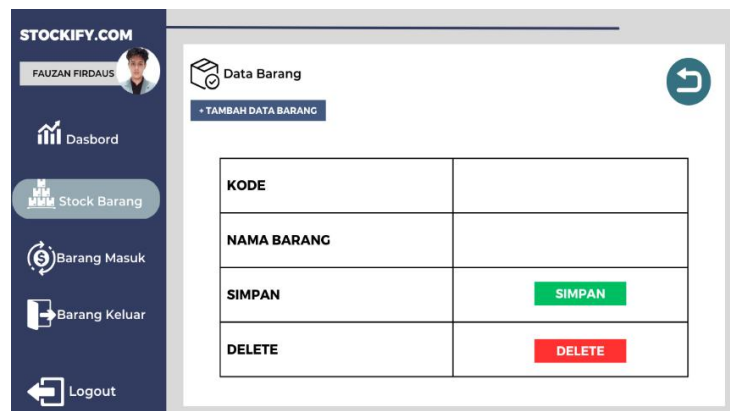 STOCKIFY.COM
FAUZAN FIRDAUS
Dasbord
Stock Barang
Barang Masuk
Barang Keluar
Logout
Data Barang
+ TAMBAH DATA BARANG
KODE
NAMA BARANG
SIMPAN SIMPAN
DELETE DELETE